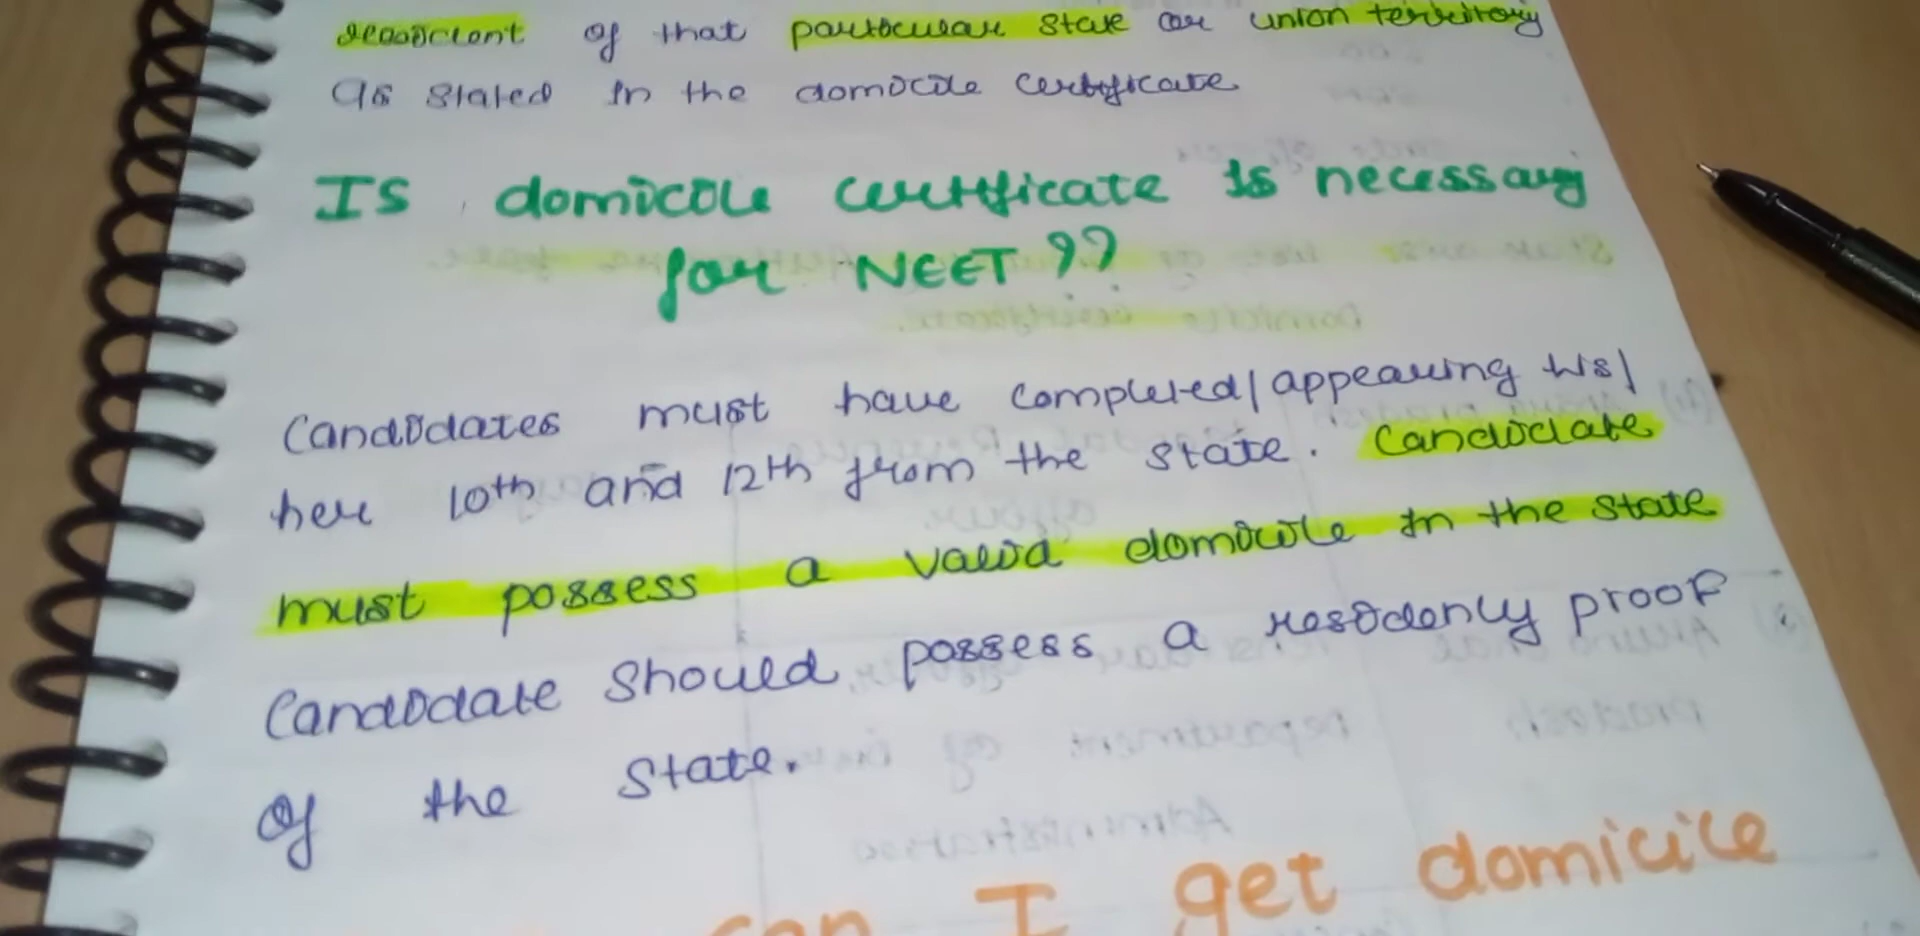 resident of that particular state or union territory
as stated in the domicile certificate
Is domicile certificate is necessary
for NEET ??
Candidates must have completed/appearing his/
her 10th and 12th from the state. Candidate
must possess a valid domicile in the state
Candidate should possess a residenly proof
of the state.
can I get domicile